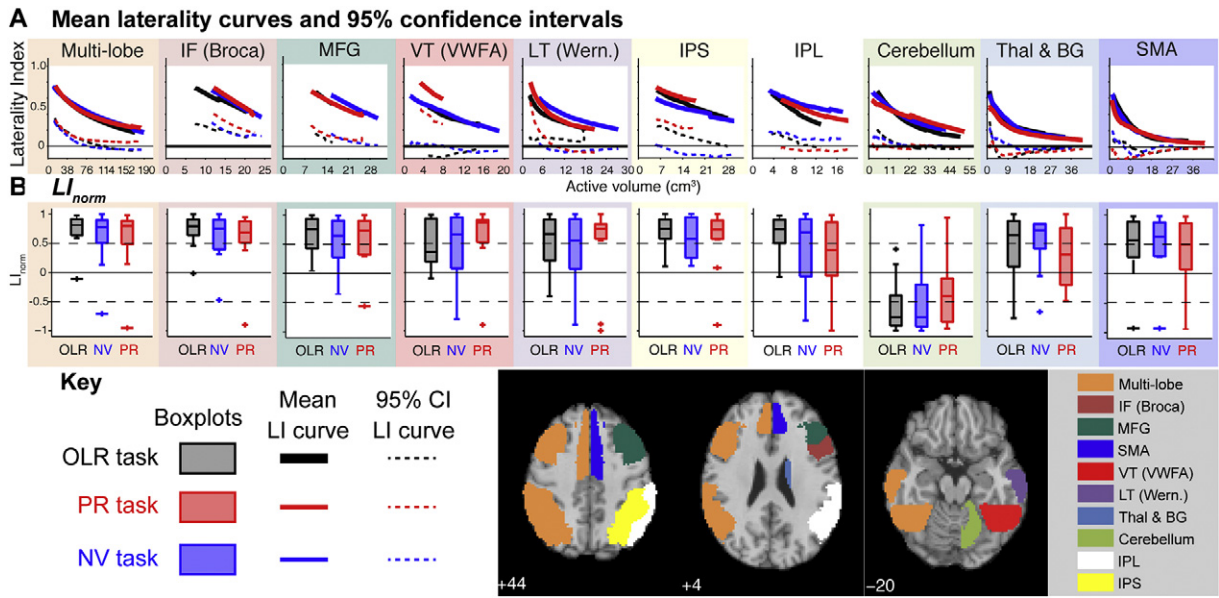 A Mean laterality curves and 95% confidence intervals
Multi-lobe IF (Broca) MFG VT (VWFA) LT (Wern.) IPS IPL Cerebellum Thal & BG SMA
Laterality Index
1.0
0.5
0
0 38 76 114 152 190
0 5 10 15 20 25
0 7 14 21 28
0 4 8 12 16 20
0 6 12 18 24 30
0 7 14 21 28
0 4 8 12 16
0 11 22 33 44 55
0 9 18 27 36
0 9 18 27 36
Active volume (cm³)
B LI norm
LI norm
1
0.5
0
-0.5
-1
OLR NV PR OLR NV PR OLR NV PR OLR NV PR OLR NV PR OLR NV PR OLR NV PR OLR NV PR OLR NV PR OLR NV PR
Key
Boxplots Mean LI curve 95% CI LI curve
OLR task
PR task
NV task
+44 +4 −20
Multi-lobe
IF (Broca)
MFG
SMA
VT (VWFA)
LT (Wern.)
Thal & BG
Cerebellum
IPL
IPS